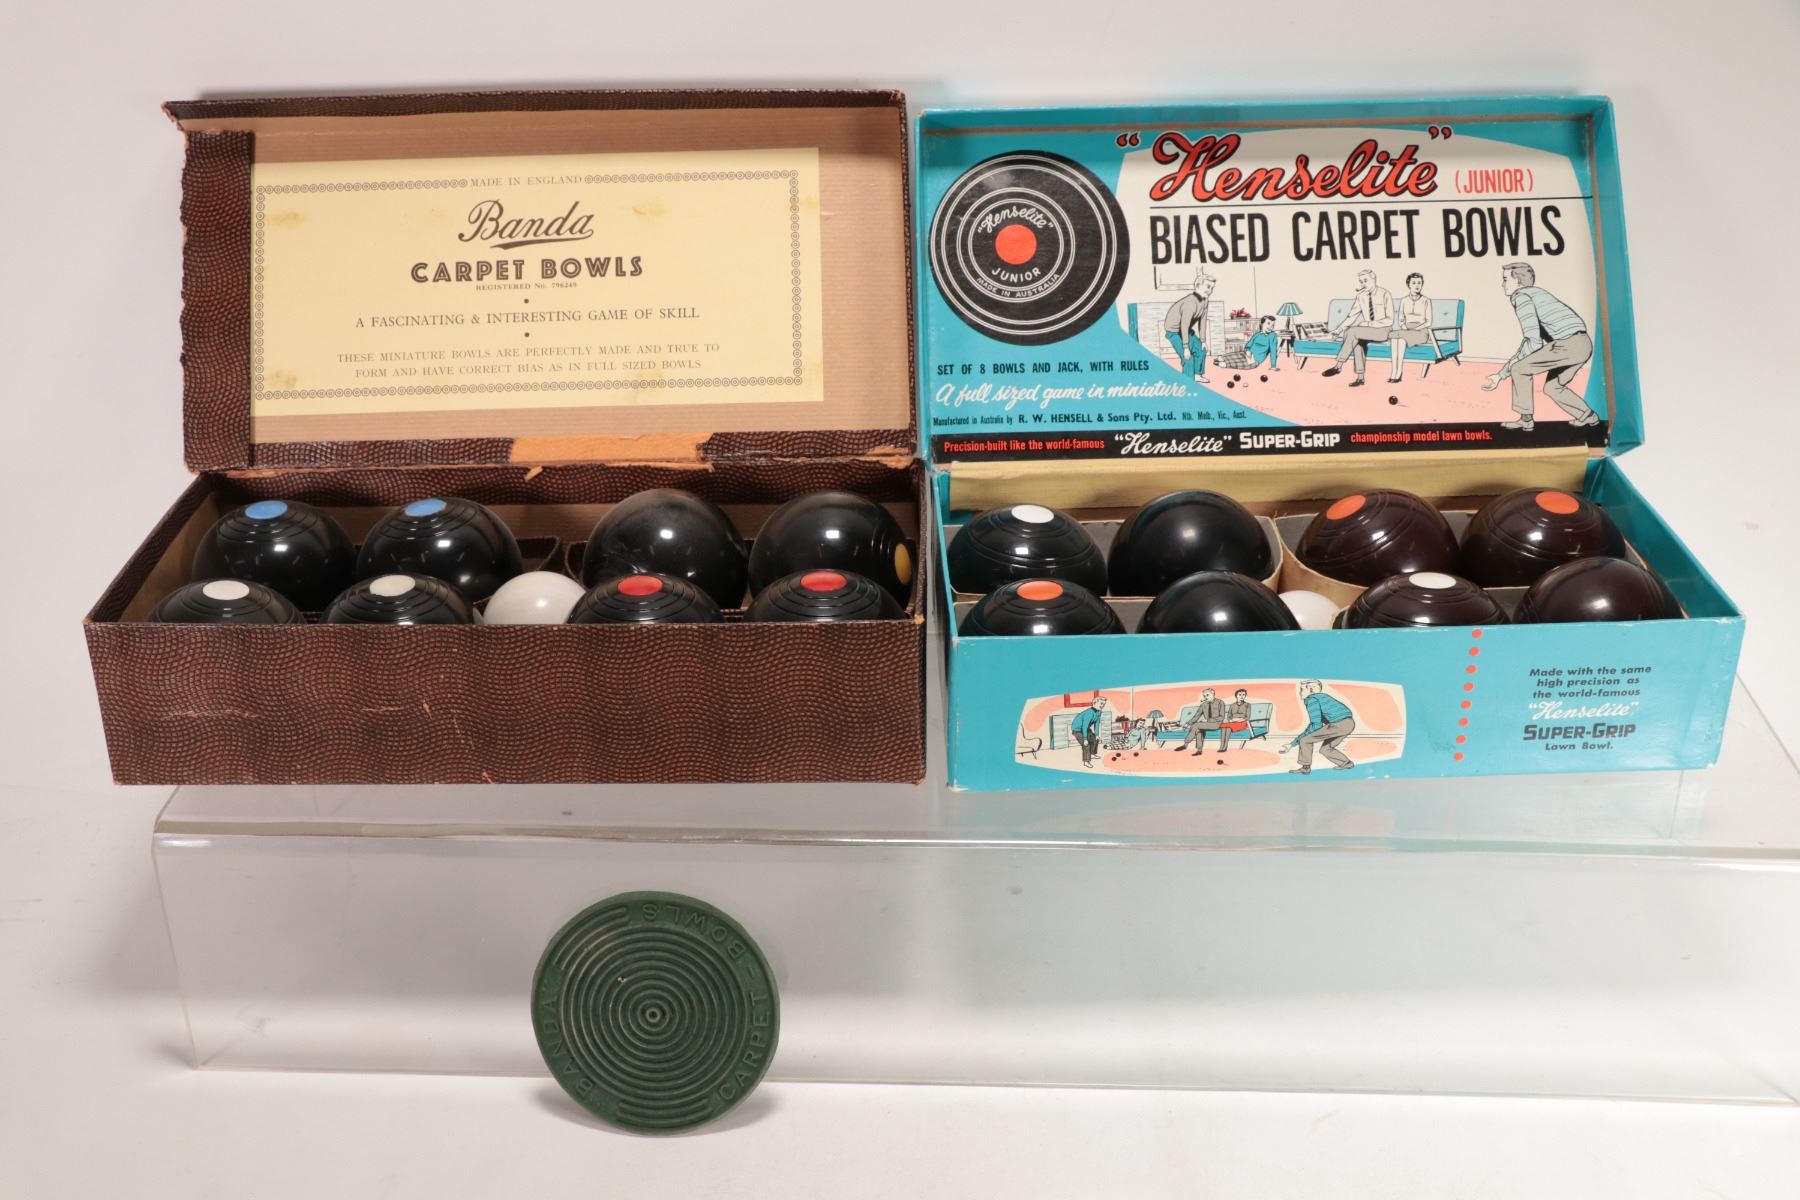 MADE IN ENGLAND
Banda
CARPET BOWLS
REGISTERED No. 796249
A FASCINATING & INTERESTING GAME OF SKILL
THESE MINIATURE BOWLS ARE PERFECTLY MADE AND TRUE TO
FORM AND HAVE CORRECT BIAS AS IN FULL SIZED BOWLS
"Henselite" (JUNIOR)
BIASED CARPET BOWLS
"Henselite"
JUNIOR
MADE IN AUSTRALIA
SET OF 8 BOWLS AND JACK, WITH RULES
A full sized game in miniature..
Manufactured in Australia by R. W. HENSELL & Sons Pty. Ltd. Nth. Melb., Vic., Aust.
Precision-built like the world-famous "Henselite" SUPER-GRIP championship model lawn bowls.
Made with the same
high precision as
the world-famous
"Henselite"
SUPER-GRIP
Lawn Bowl.
"BANDA" CARPET-BOWLS